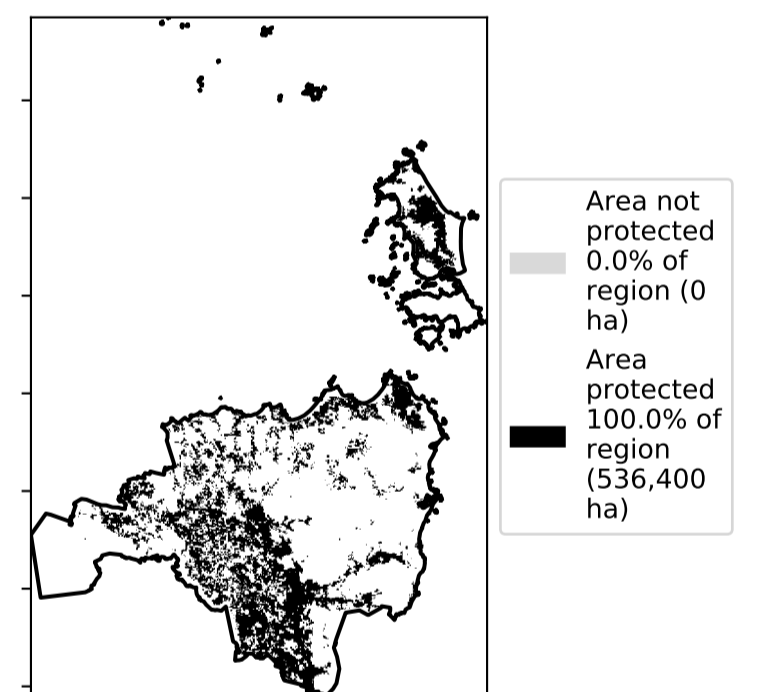 Area not
protected
0.0% of
region (0
ha)
Area
protected
100.0% of
region
(536,400
ha)